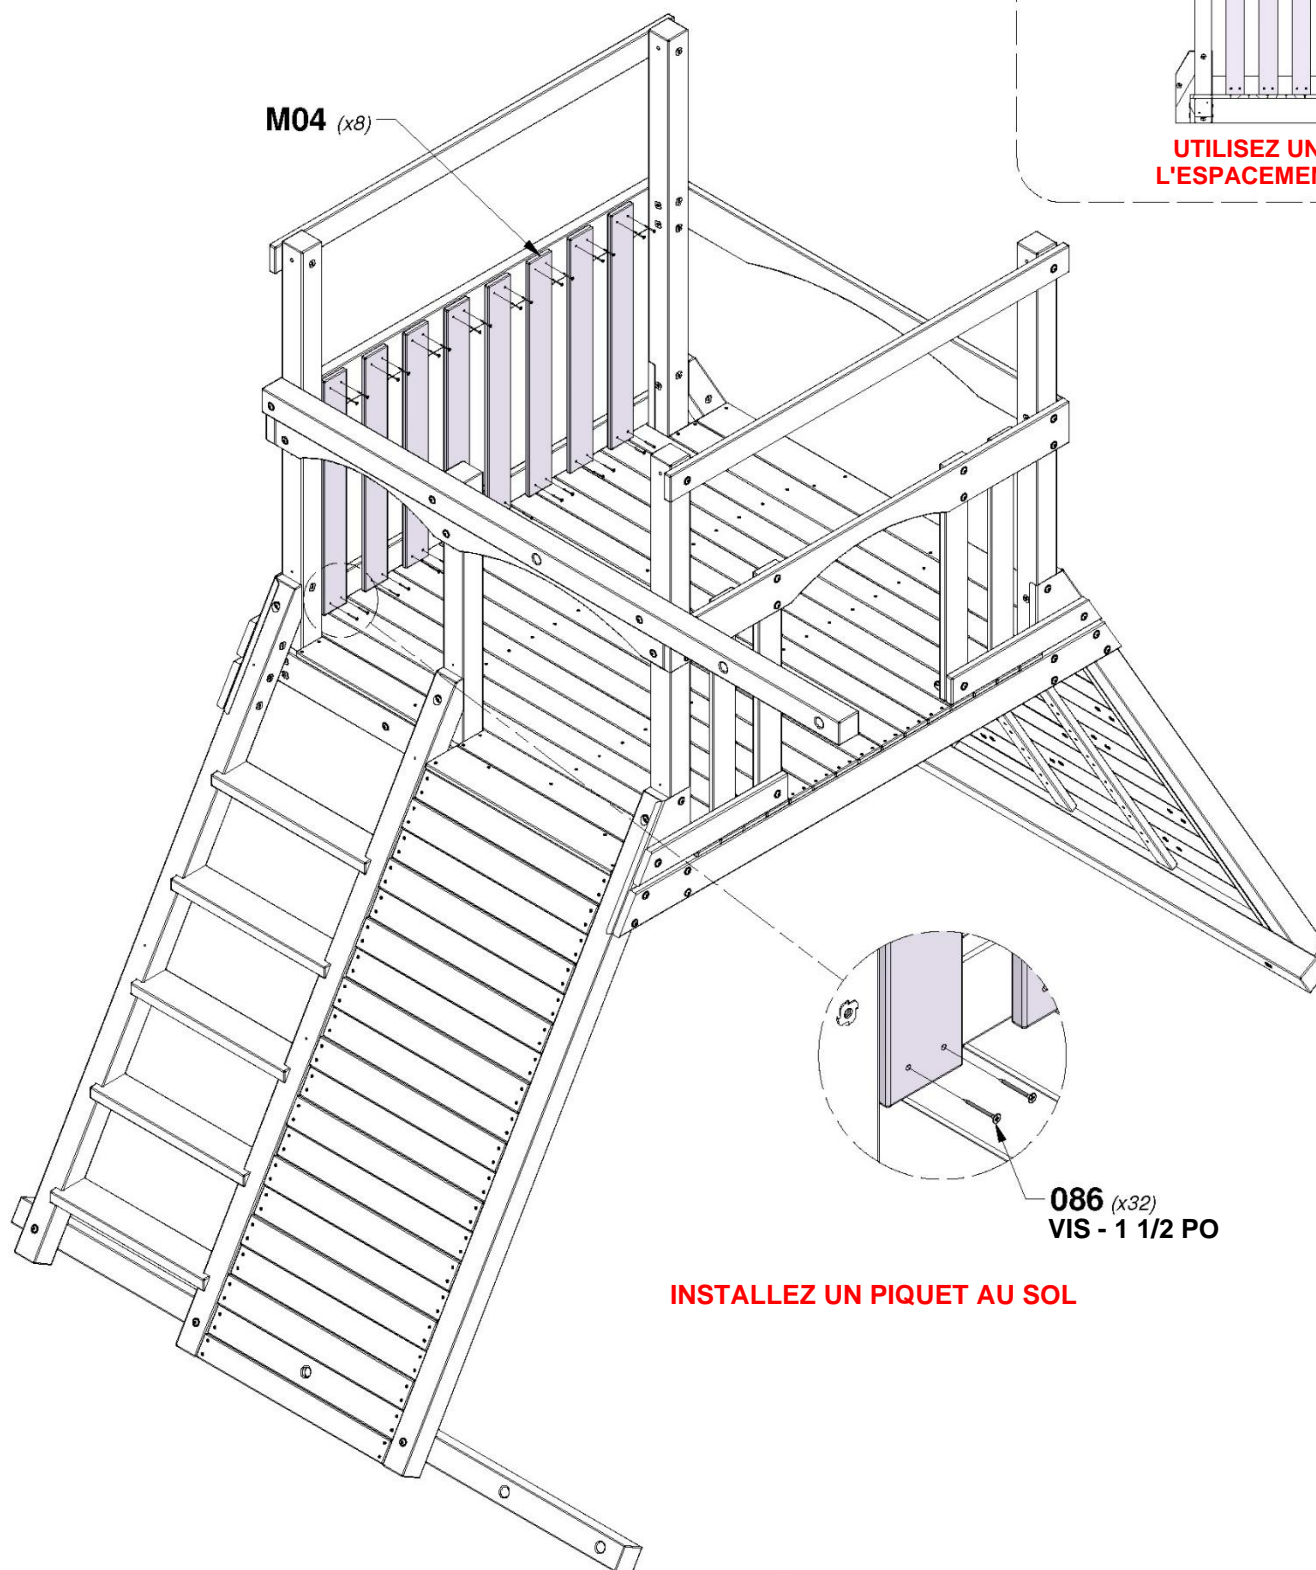 M04 (x8)
UTILISEZ UN
L'ESPACEMEN
086 (x32)
VIS - 1 1/2 PO
INSTALLEZ UN PIQUET AU SOL